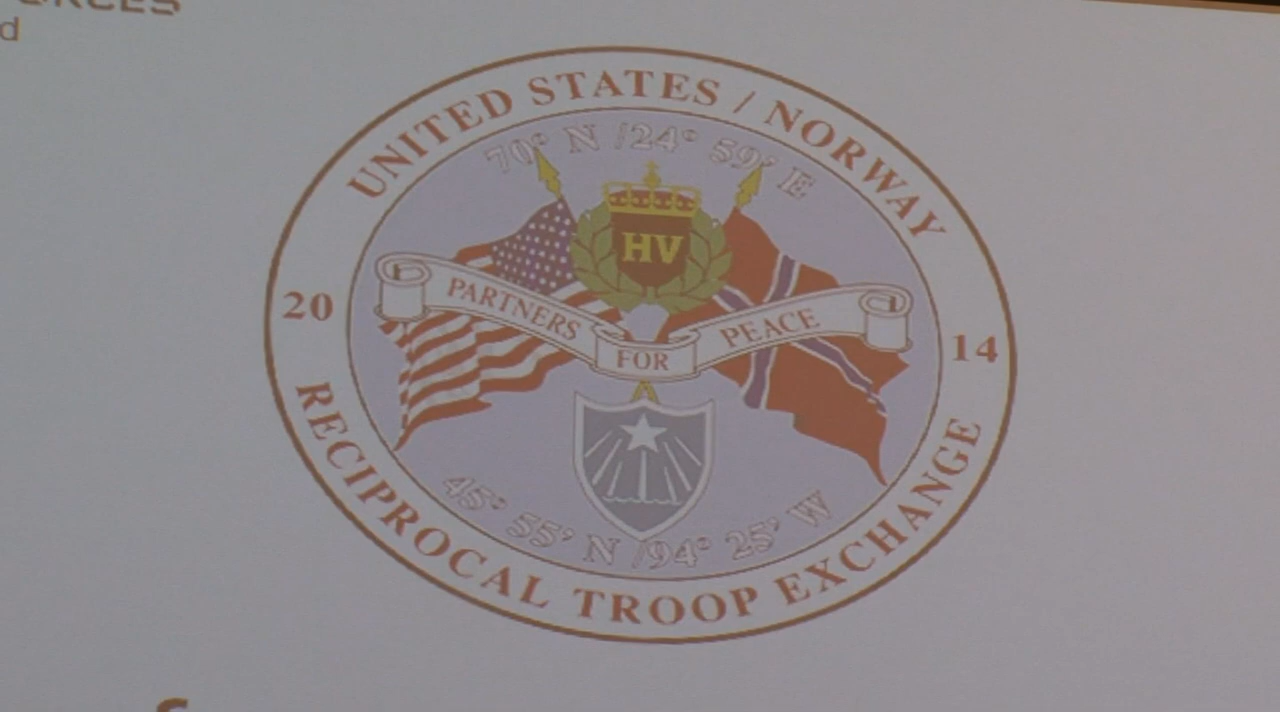 d
UNITED STATES / NORWAY
70° N /24° 59' E
HV
20
PARTNERS
FOR
PEACE
14
45° 55' N /94° 25' W
RECIPROCAL TROOP EXCHANGE